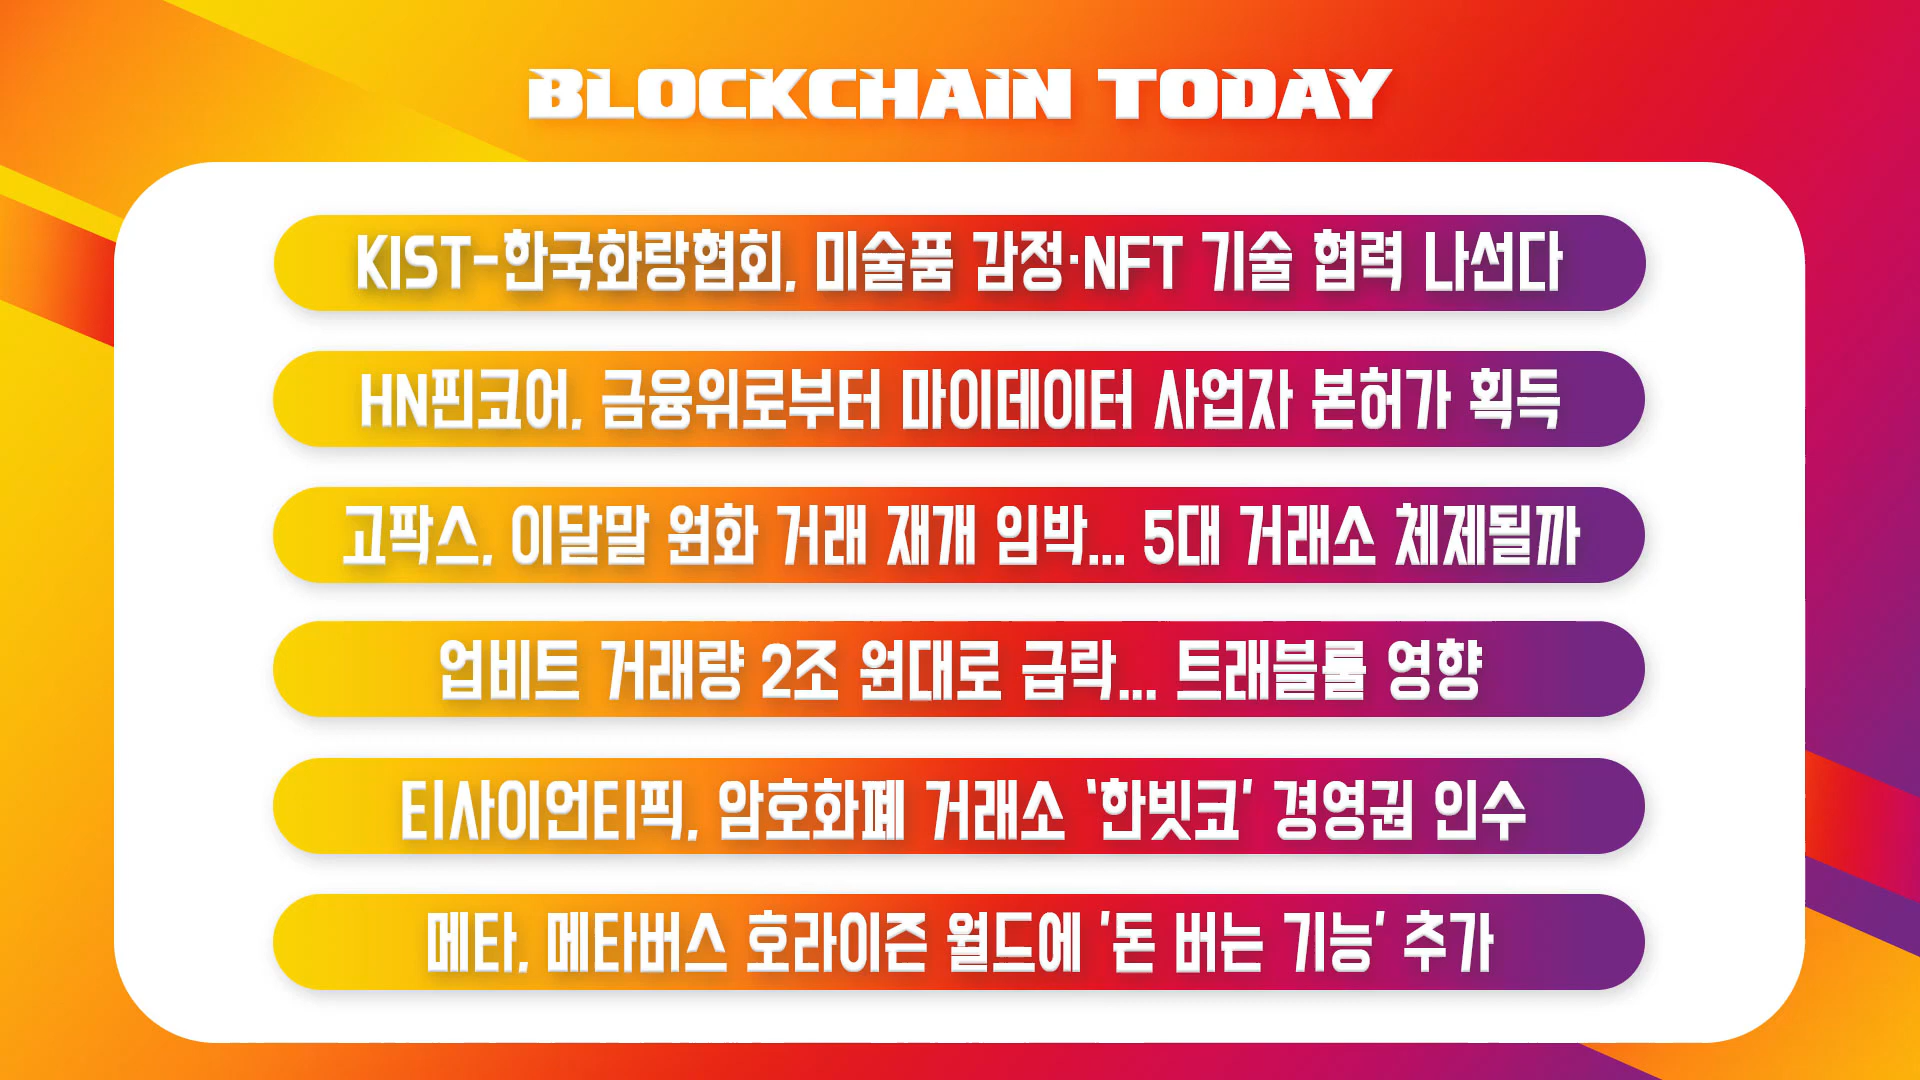 BLOCKCHAIN TODAY
KIST-한국화랑협회, 미술품 감정·NFT 기술 협력 나선다
HN핀코어, 금융위로부터 마이데이터 사업자 본허가 획득
고팍스, 이달말 원화 거래 재개 임박... 5대 거래소 체제될까
업비트 거래량 2조 원대로 급락... 트래블룰 영향
티사이언티픽, 암호화폐 거래소 '한빗코' 경영권 인수
메타, 메타버스 호라이즌 월드에 '돈 버는 기능' 추가